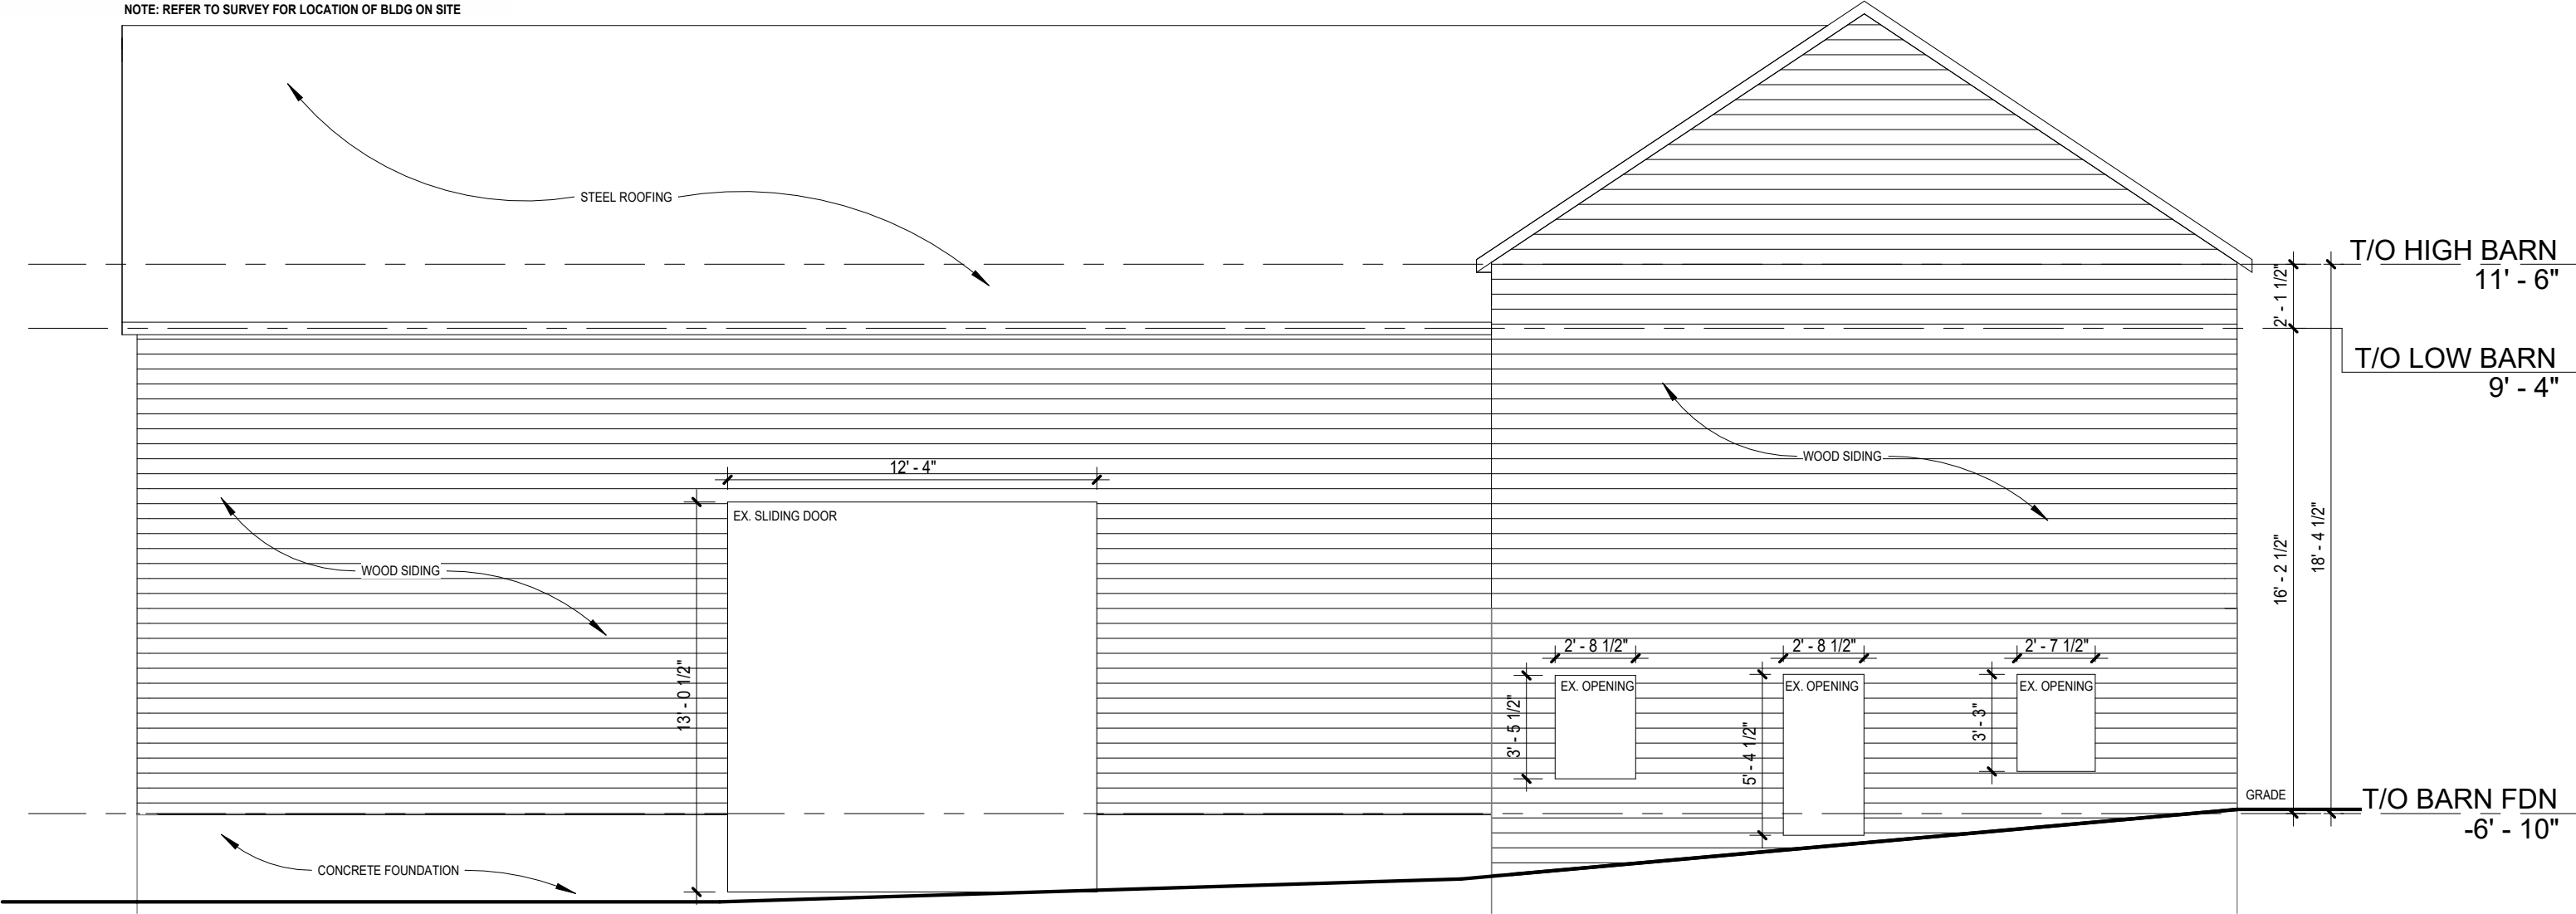 NOTE: REFER TO SURVEY FOR LOCATION OF BLDG ON SITE
STEEL ROOFING
T/O HIGH BARN
11' - 6"
2' - 1 1/2"
T/O LOW BARN
9' - 4"
WOOD SIDING
12' - 4"
EX. SLIDING DOOR
18' - 4 1/2"
16' - 2 1/2"
WOOD SIDING
13' - 0 1/2"
2' - 8 1/2"
2' - 8 1/2"
2' - 7 1/2"
EX. OPENING
EX. OPENING
EX. OPENING
3' - 5 1/2"
5' - 4 1/2"
3' - 3"
GRADE
T/O BARN FDN
-6' - 10"
CONCRETE FOUNDATION